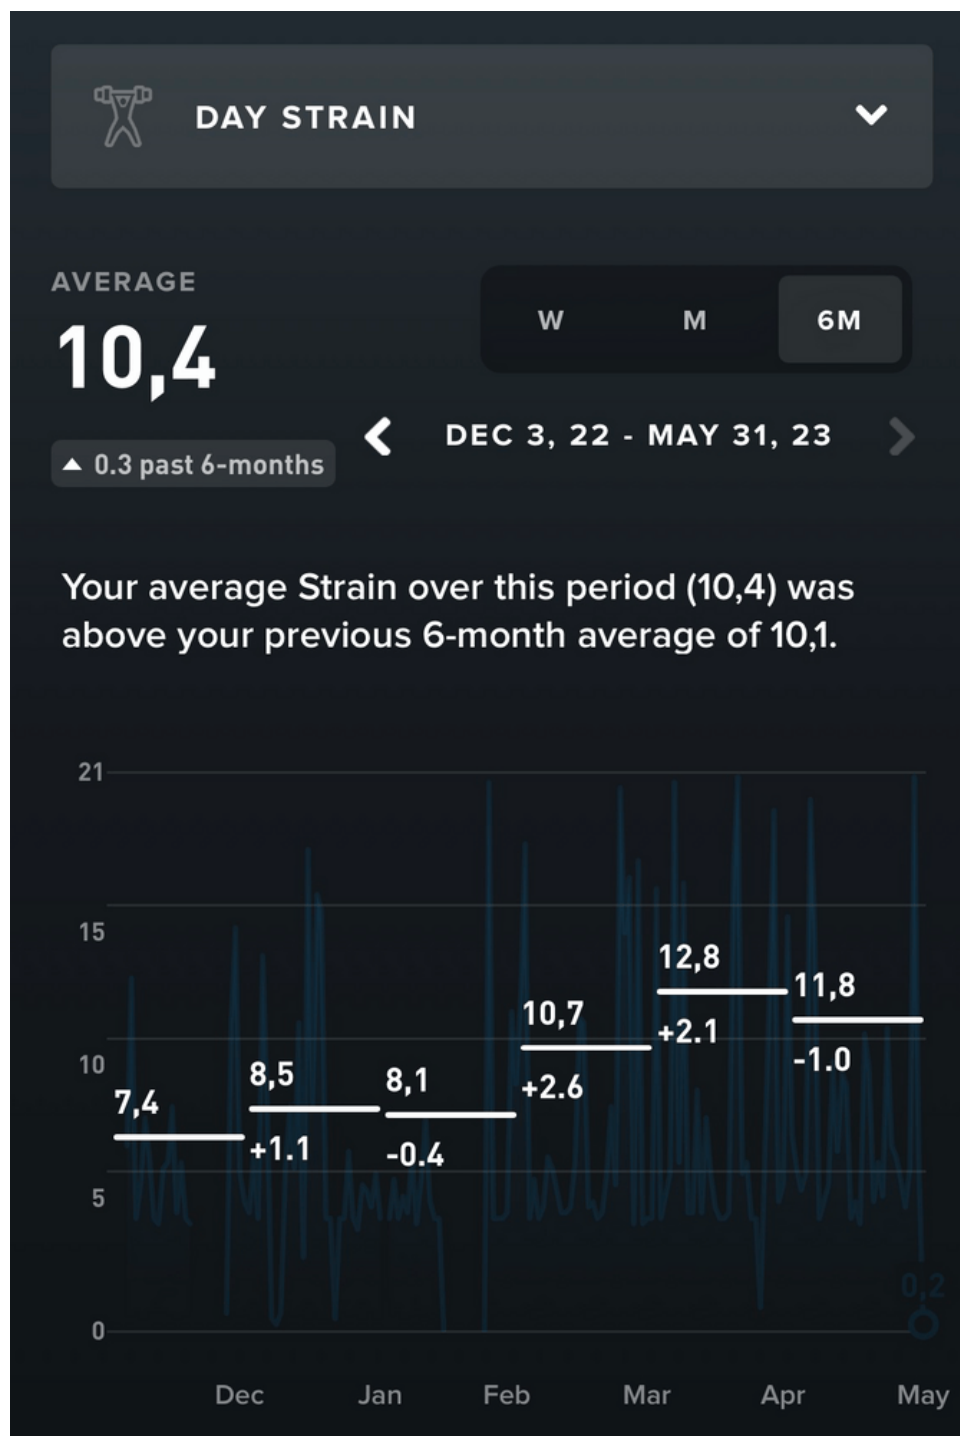 DAY STRAIN
AVERAGE
10,4
W M 6M
DEC 3, 22 - MAY 31, 23
0.3 past 6-months
Your average Strain over this period (10,4) was
above your previous 6-month average of 10,1.
21
15
10
5
0
7,4
8,5
+1.1
8,1
-0.4
10,7
+2.6
12,8
+2.1
11,8
-1.0
0,2
Dec Jan Feb Mar Apr May